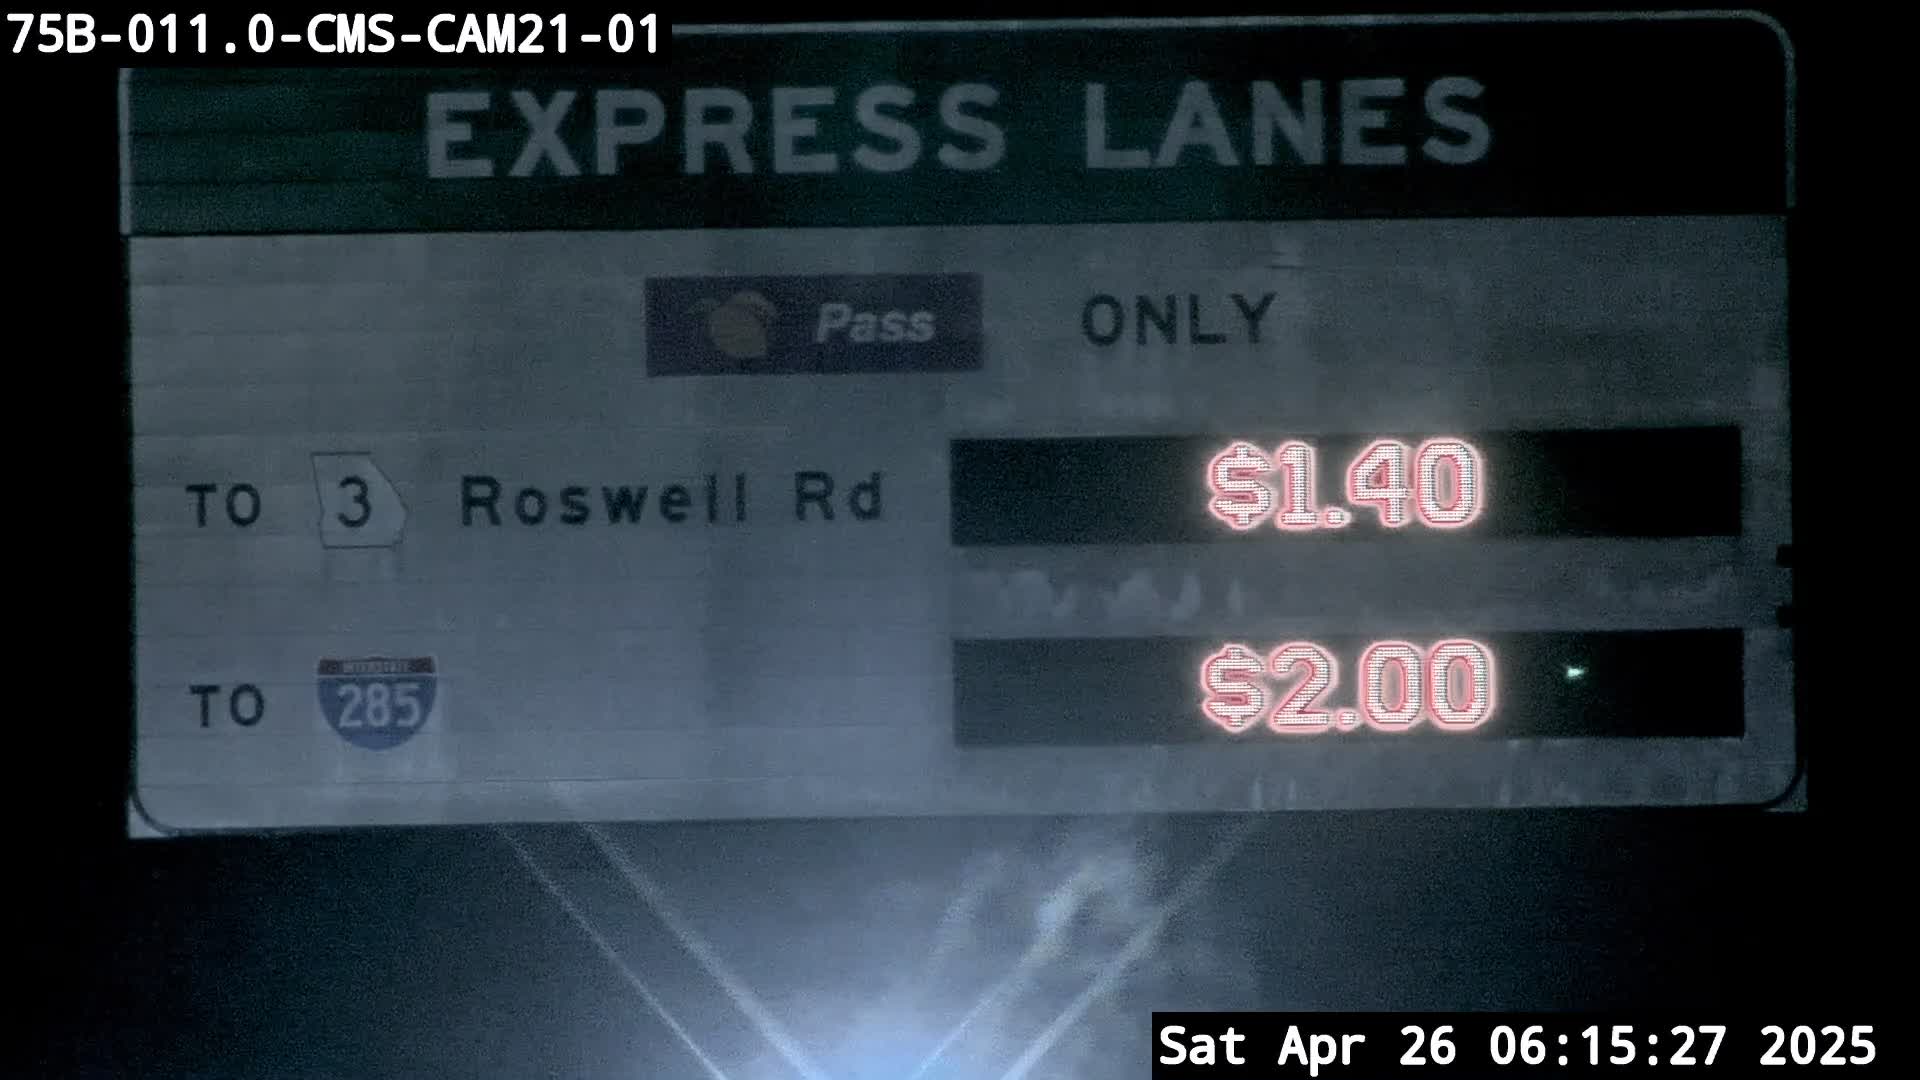 75B-011.0-CMS-CAM21-01
EXPRESS LANES
Pass ONLY
TO 3 Roswell Rd $1.40
TO 285 $2.00
Sat Apr 26 06:15:27 2025